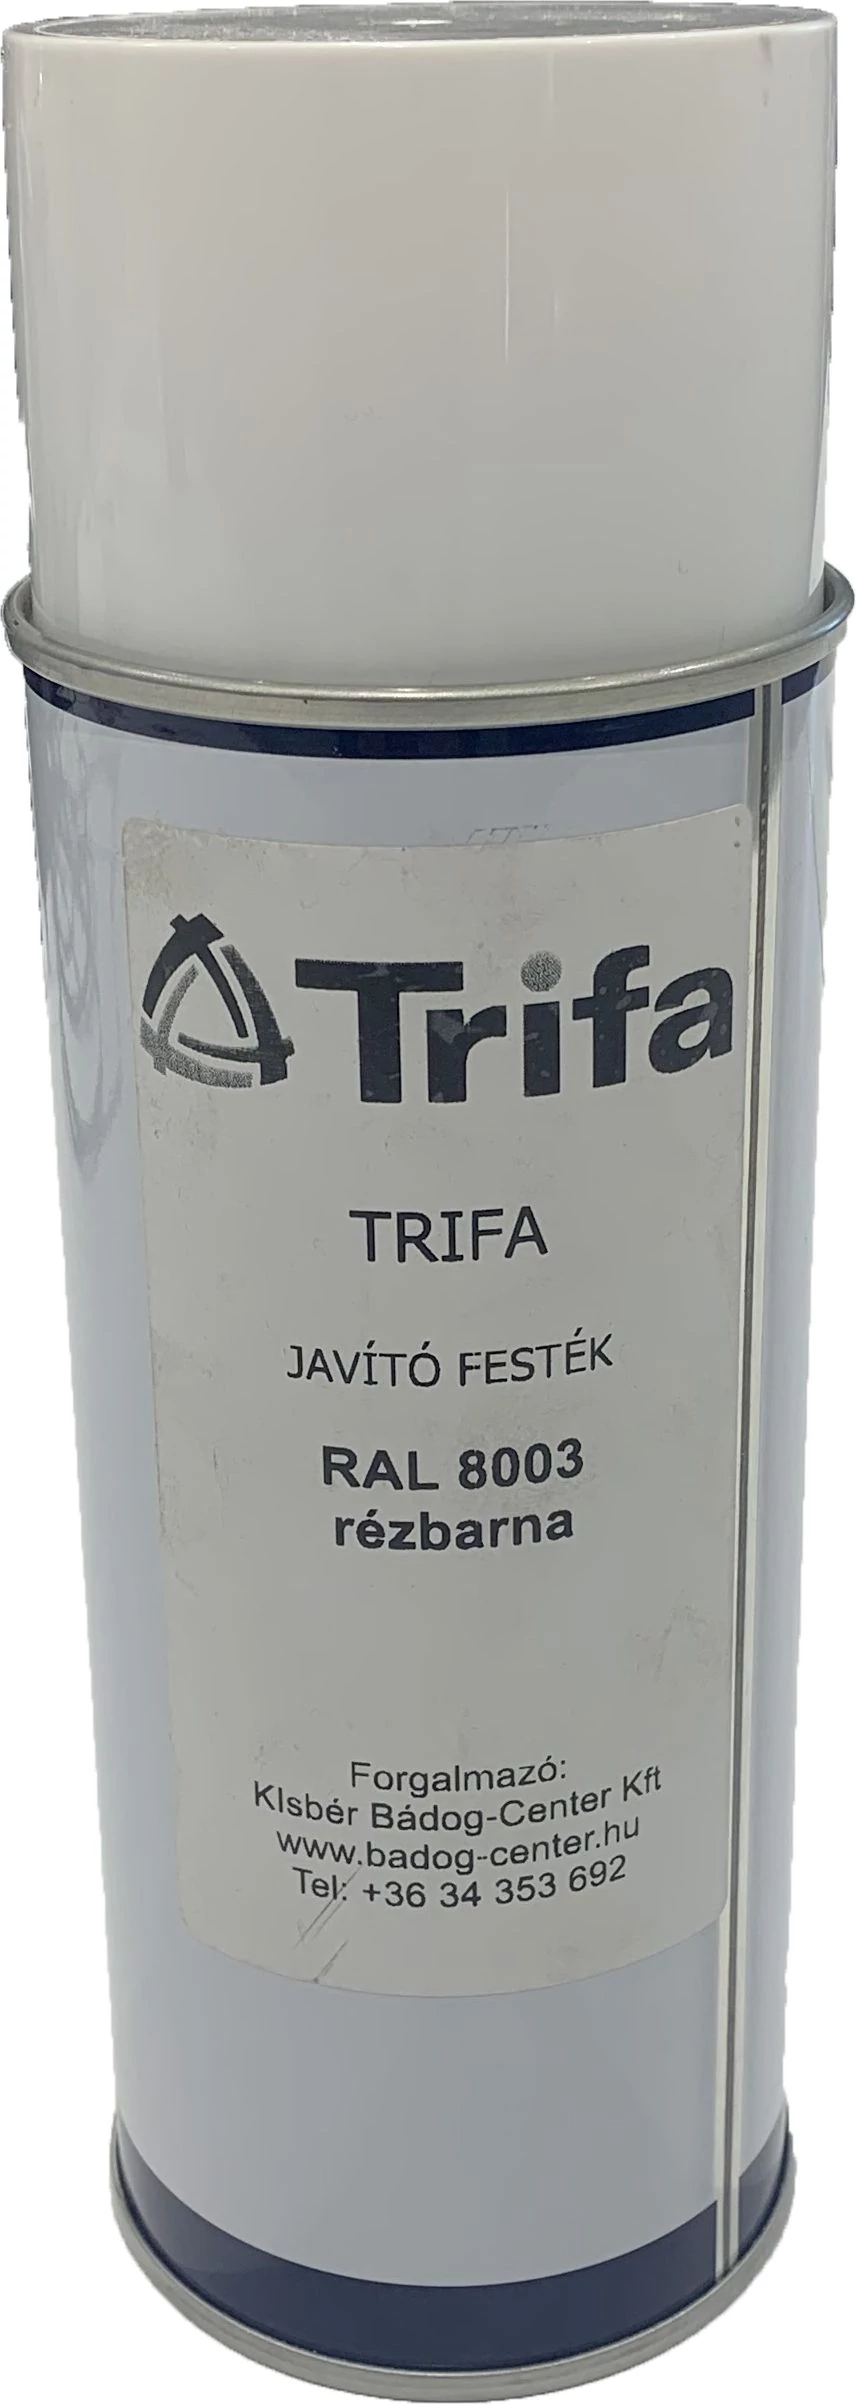 Trifa
TRIFA
JAVÍTÓ FESTÉK
RAL 8003
rézbarna
Forgalmazó:
KIsbér Bádog-Center Kft
www.badog-center.hu
Tel: +36 34 353 692